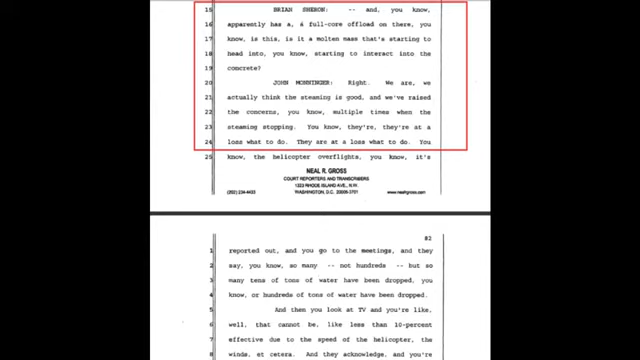 15 BRIAN SHERON: -- and, you know,
16 apparently has a, a full-core offload on there, you
17 know, is this, is it a molten mass that's starting to
18 head into, you know, starting to interact into the
19 concrete?
20 JOHN MONNINGER: Right. We are, we
21 actually think the steaming is good, and we've raised
22 the concerns, you know, multiple times when the
23 steaming stopping. You know, they're, they're at a
24 loss what to do. They are at a loss what to do. You
25 know, the helicopter overflights, you know, it's
NEAL R. GROSS
COURT REPORTERS AND TRANSCRIBERS
1323 RHODE ISLAND AVE., N.W.
(202) 234-4433 WASHINGTON, D.C. 20005-3701 www.nealrgross.com
82
1 reported out, and you go to the meetings, and they
2 say, you know, so many -- not hundreds -- but so
3 many tens of tons of water have been dropped, you
4 know, or hundreds of tons of water have been dropped.
5 And then you look at TV and you're like,
6 well, that cannot be, like less than 10-percent
7 effective due to the speed of the helicopter, the
8 winds, et cetera. And they acknowledge, and you're